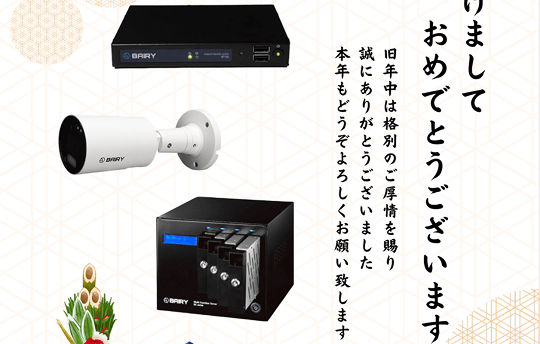 けまして
おめでとうございます
旧年中は格別のご厚情を賜り
誠にありがとうございました
本年もどうぞよろしくお願い致します
BAIRY
BAIRY
BAIRY